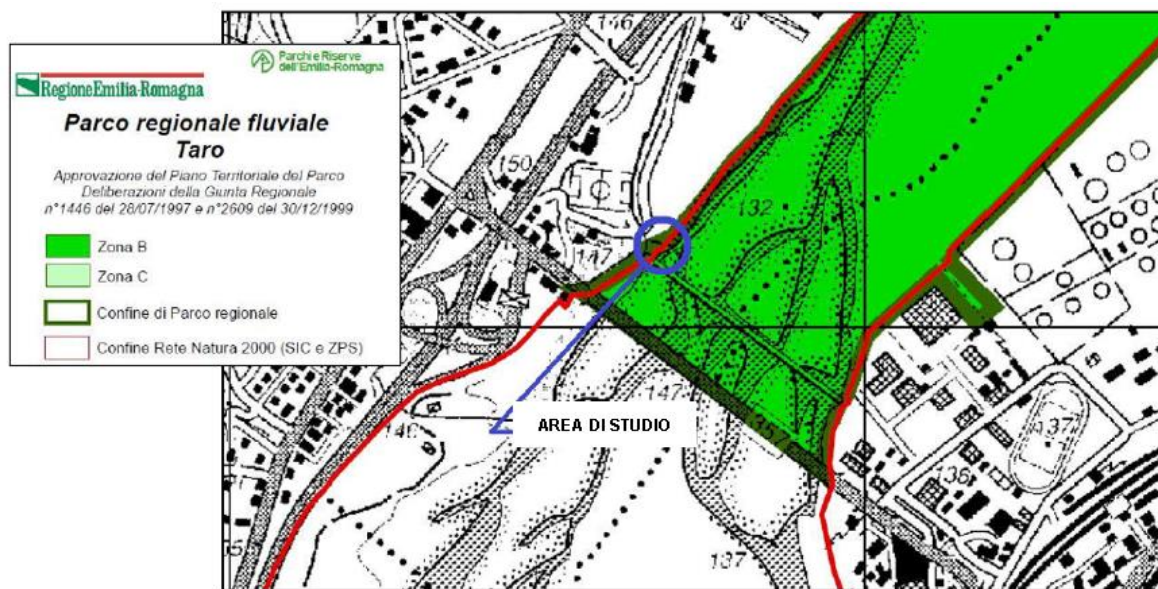 Parchi e Riserve
dell'Emilia-Romagna
RegioneEmilia-Romagna
Parco regionale fluviale
Taro
Approvazione del Piano Territoriale del Parco
Deliberazioni della Giunta Regionale
n°1446 del 28/07/1997 e n°2609 del 30/12/1999
Zona B
Zona C
Confine di Parco regionale
Confine Rete Natura 2000 (SIC e ZPS)
146
150
132
147
AREA DI STUDIO
147
140
137
136
137